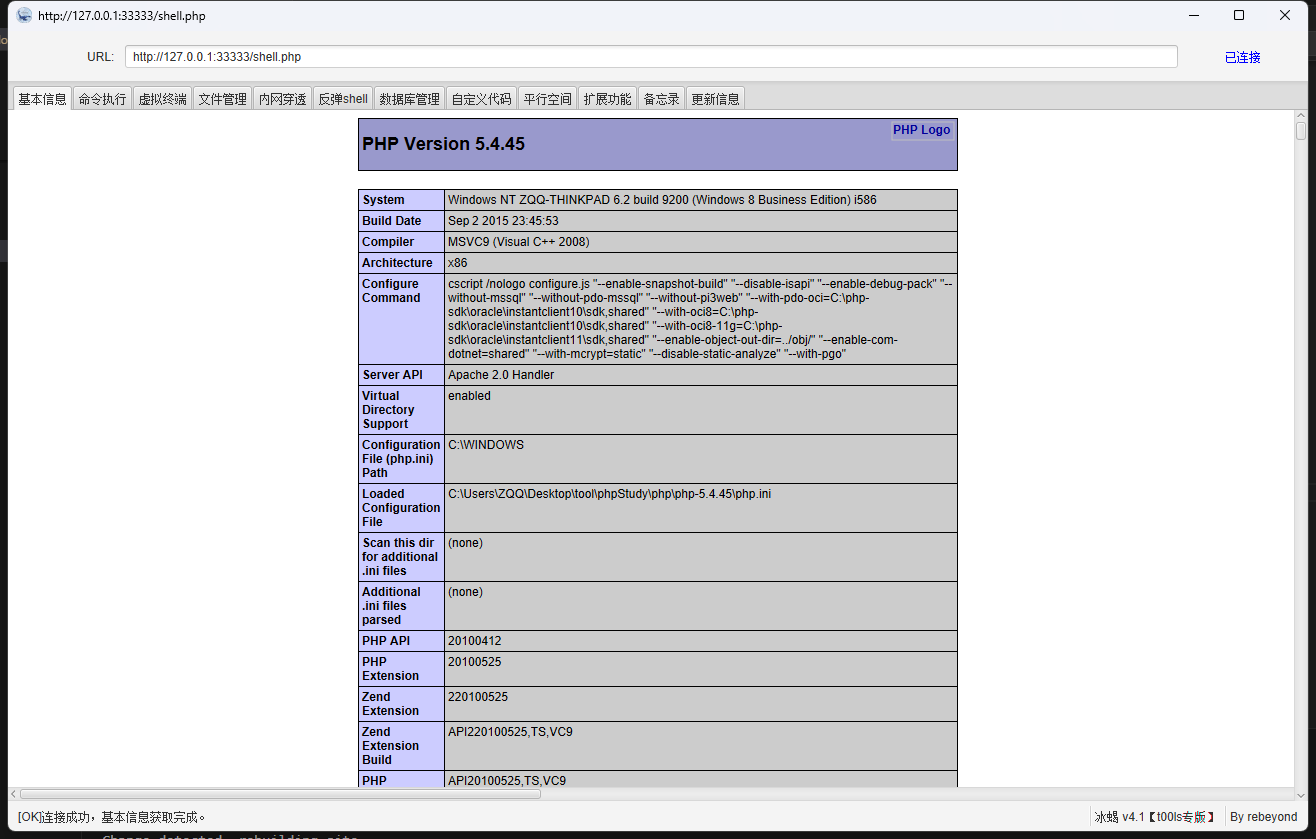 http://127.0.0.1:33333/shell.php
URL: http://127.0.0.1:33333/shell.php 已连接
基本信息 命令执行 虚拟终端 文件管理 内网穿透 反弹shell 数据库管理 自定义代码 平行空间 扩展功能 备忘录 更新信息
PHP Logo
PHP Version 5.4.45
System Windows NT ZQQ-THINKPAD 6.2 build 9200 (Windows 8 Business Edition) i586
Build Date Sep 2 2015 23:45:53
Compiler MSVC9 (Visual C++ 2008)
Architecture x86
Configure
Command
cscript /nologo configure.js "--enable-snapshot-build" "--disable-isapi" "--enable-debug-pack" "--
without-mssql" "--without-pdo-mssql" "--without-pi3web" "--with-pdo-oci=C:\php-
sdk\oracle\instantclient10\sdk,shared" "--with-oci8=C:\php-
sdk\oracle\instantclient10\sdk,shared" "--with-oci8-11g=C:\php-
sdk\oracle\instantclient11\sdk,shared" "--enable-object-out-dir=../obj/" "--enable-com-
dotnet=shared" "--with-mcrypt=static" "--disable-static-analyze" "--with-pgo"
Server API Apache 2.0 Handler
Virtual
Directory
Support
enabled
Configuration
File (php.ini)
Path
C:\WINDOWS
Loaded
Configuration
File
C:\Users\ZQQ\Desktop\tool\phpStudy\php\php-5.4.45\php.ini
Scan this dir
for additional
.ini files
(none)
Additional
.ini files
parsed
(none)
PHP API 20100412
PHP
Extension
20100525
Zend
Extension
220100525
Zend
Extension
Build
API220100525,TS,VC9
PHP API20100525,TS,VC9
[OK]连接成功，基本信息获取完成。 冰蝎 v4.1【t00ls专版】 By rebeyond